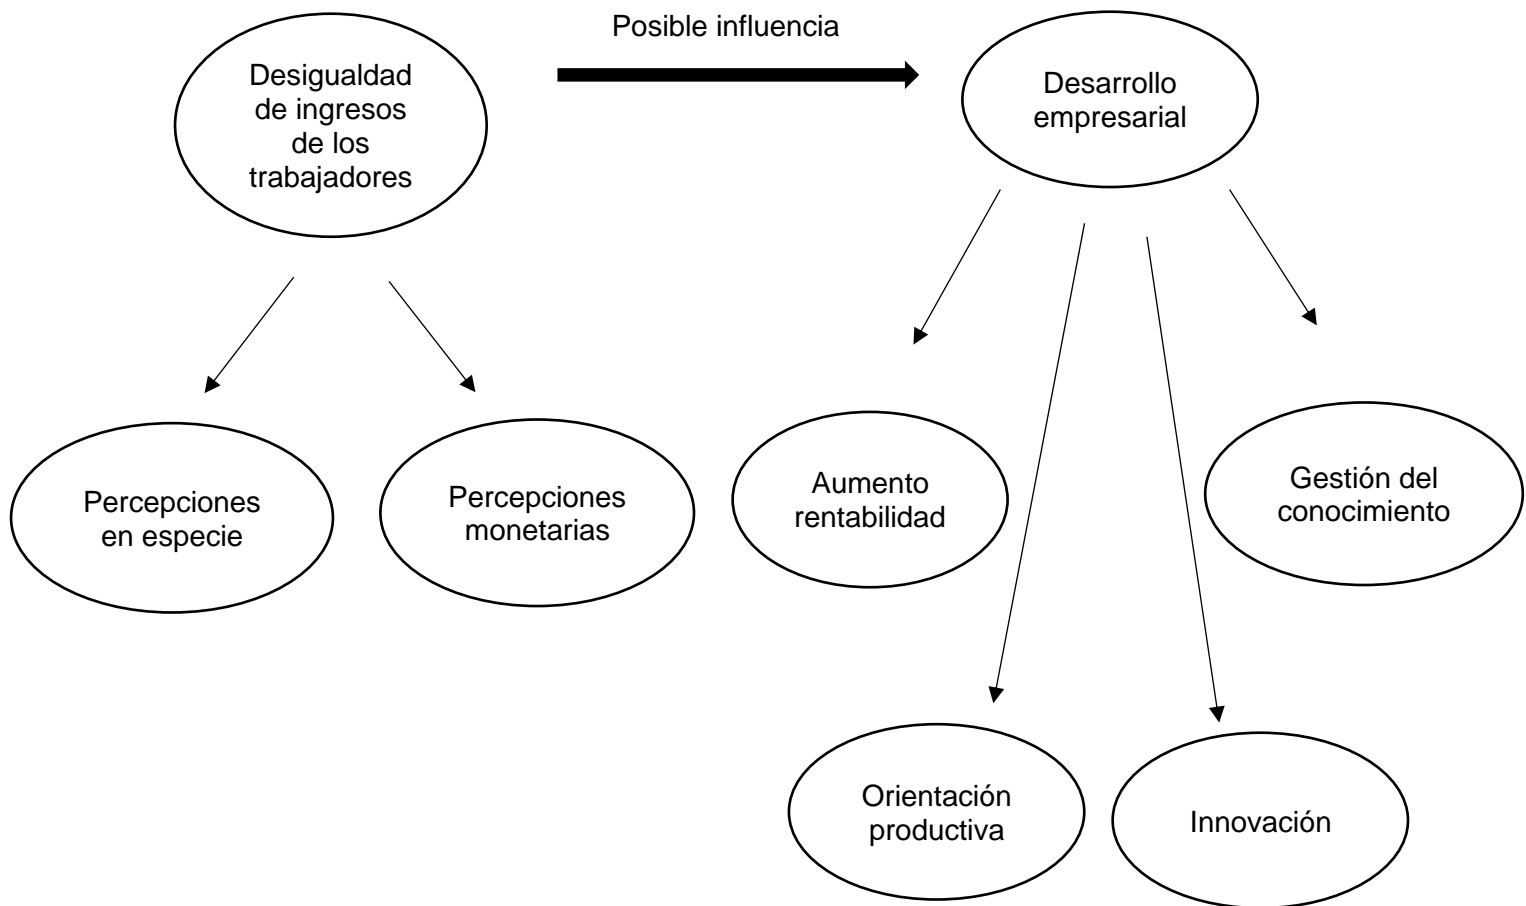 Posible influencia
Desigualdad
de ingresos
de los
trabajadores
Desarrollo
empresarial
Percepciones
en especie
Percepciones
monetarias
Aumento
rentabilidad
Gestión del
conocimiento
Orientación
productiva
Innovación